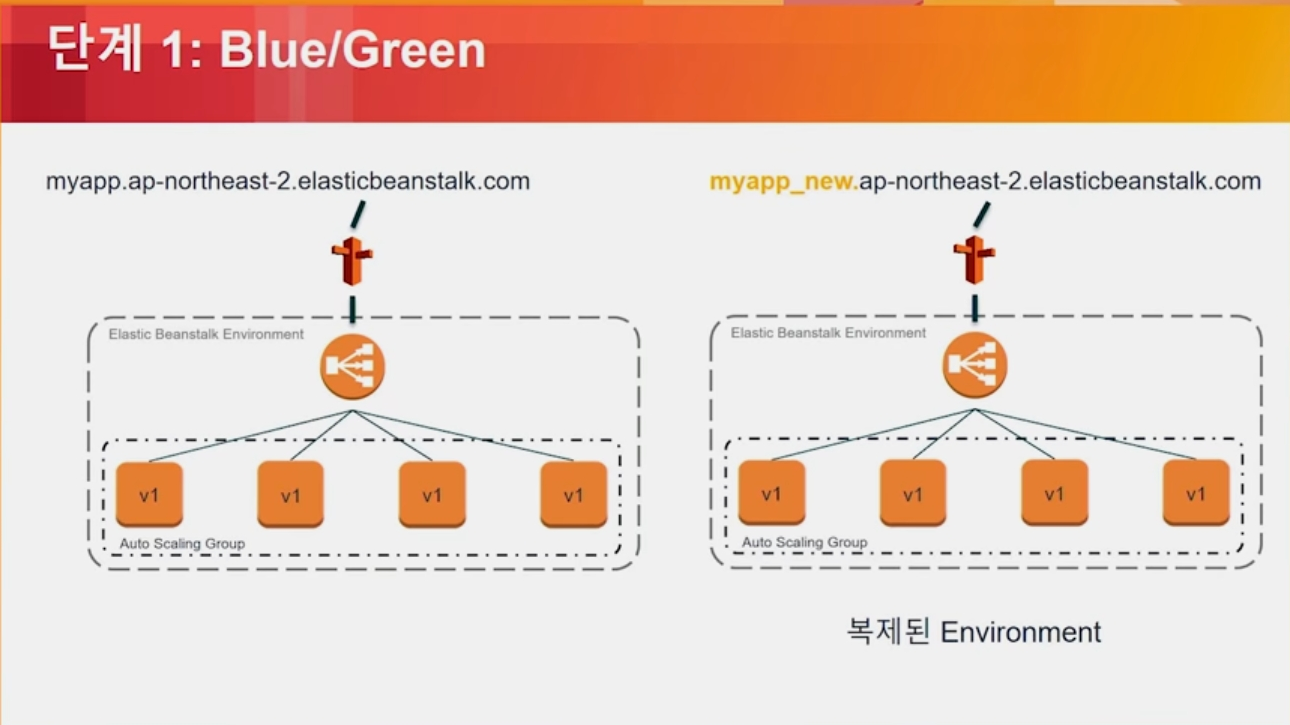 단계 1: Blue/Green
myapp.ap-northeast-2.elasticbeanstalk.com
myapp_new.ap-northeast-2.elasticbeanstalk.com
Elastic Beanstalk Environment
v1
v1
v1
v1
Auto Scaling Group
Elastic Beanstalk Environment
v1
v1
v1
v1
Auto Scaling Group
복제된 Environment